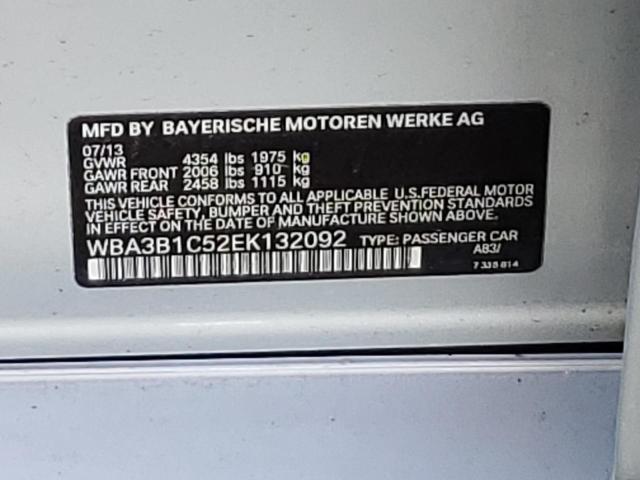 MFD BY BAYERISCHE MOTOREN WERKE AG
07/13
GVWR 4354 lbs 1975 kg
GAWR FRONT 2006 lbs 910 kg
GAWR REAR 2458 lbs 1115 kg
THIS VEHICLE CONFORMS TO ALL APPLICABLE U.S.FEDERAL MOTOR
VEHICLE SAFETY, BUMPER AND THEFT PREVENTION STANDARDS
IN EFFECT ON THE DATE OF MANUFACTURE SHOWN ABOVE.
WBA3B1C52EK132092 TYPE: PASSENGER CAR
A83/
7 335 814